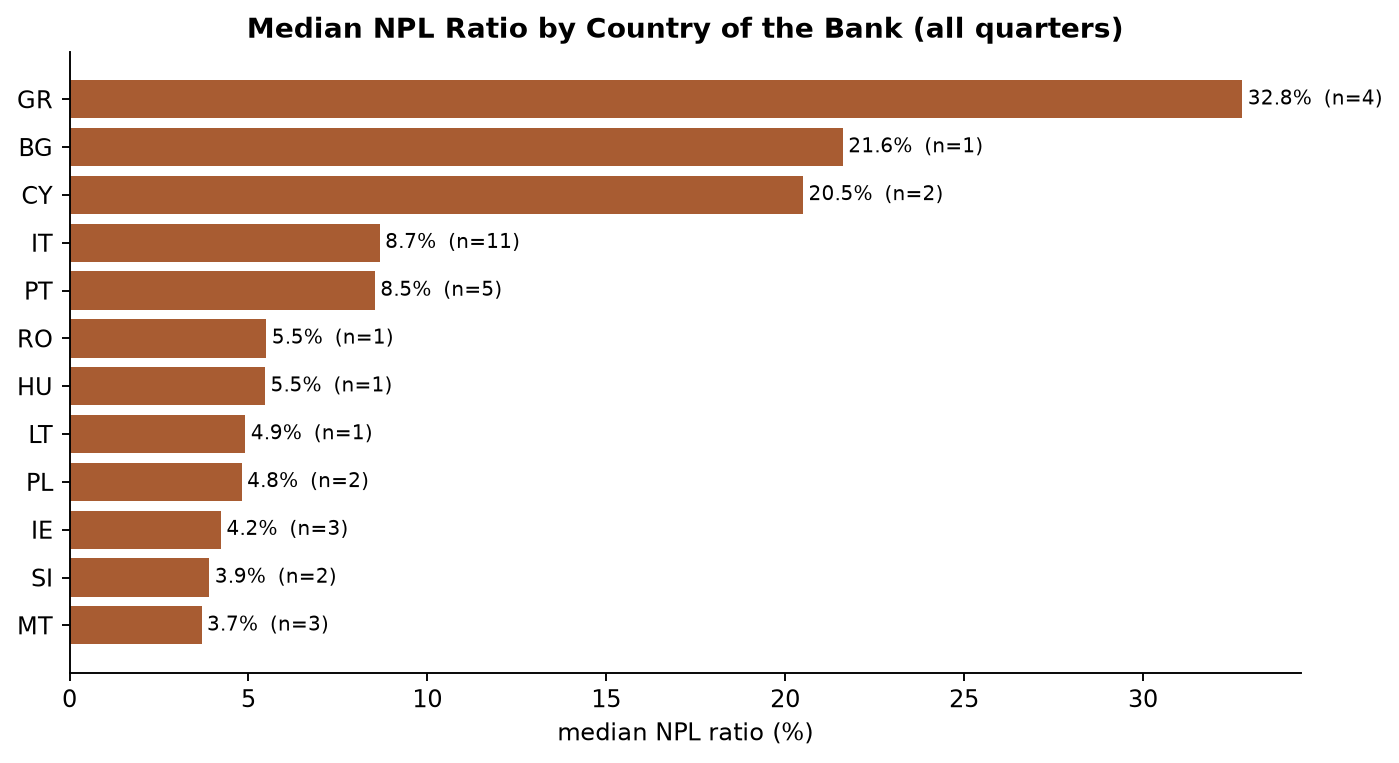 Median NPL Ratio by Country of the Bank (all quarters)
GR 32.8% (n=4)
BG 21.6% (n=1)
CY 20.5% (n=2)
IT 8.7% (n=11)
PT 8.5% (n=5)
RO 5.5% (n=1)
HU 5.5% (n=1)
LT 4.9% (n=1)
PL 4.8% (n=2)
IE 4.2% (n=3)
SI 3.9% (n=2)
MT 3.7% (n=3)
0 5 10 15 20 25 30
median NPL ratio (%)